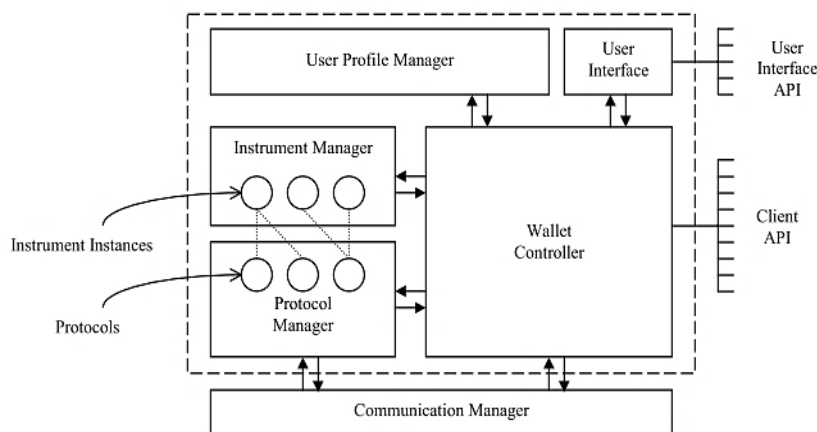 User Profile Manager
User
Interface
User
Interface
API
Instrument Manager
Instrument Instances
Wallet
Controller
Client
API
Protocols
Protocol
Manager
Communication Manager